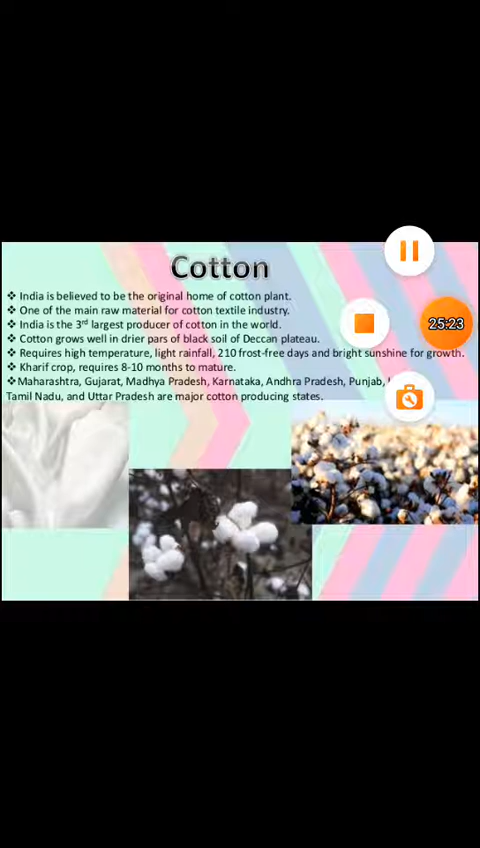 Cotton
❖ India is believed to be the original home of cotton plant.
❖ One of the main raw material for cotton textile industry.
❖ India is the 3rd largest producer of cotton in the world.
❖ Cotton grows well in drier pars of black soil of Deccan plateau.
❖ Requires high temperature, light rainfall, 210 frost-free days and bright sunshine for growth.
❖ Kharif crop, requires 8-10 months to mature.
❖Maharashtra, Gujarat, Madhya Pradesh, Karnataka, Andhra Pradesh, Punjab,
Tamil Nadu, and Uttar Pradesh are major cotton producing states.
25:23